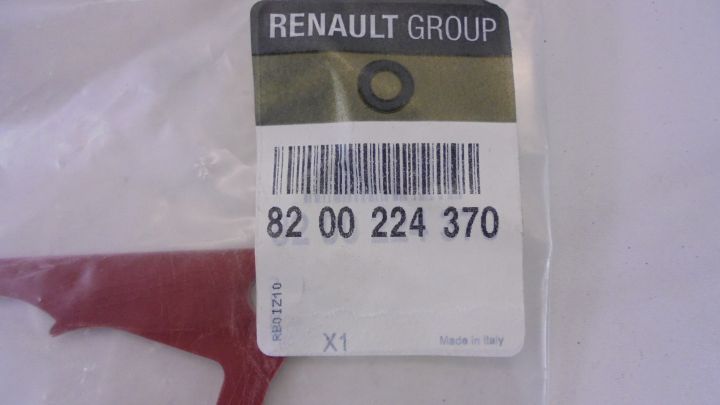 RENAULT GROUP
82 00 224 370
RB01Z10
X1
Made in Italy